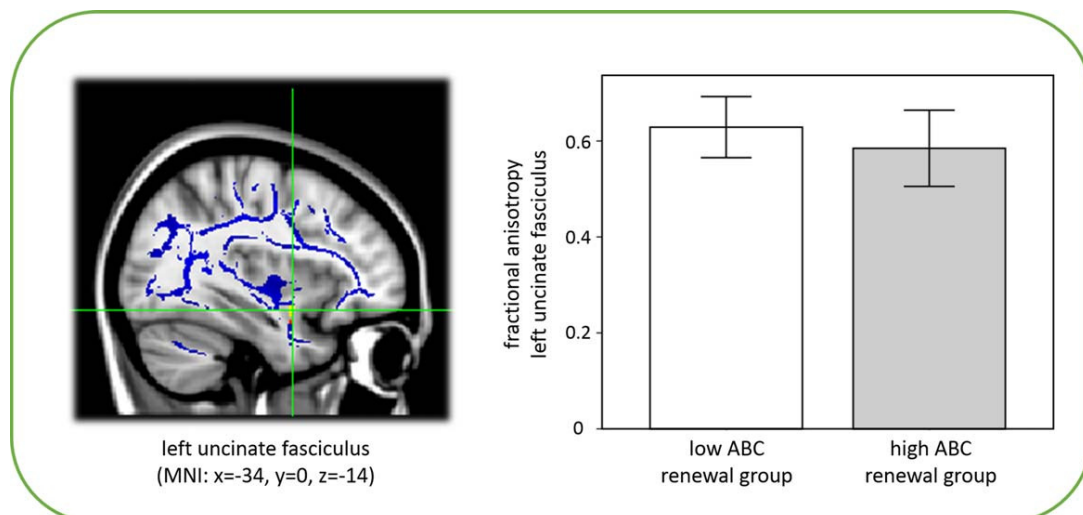 left uncinate fasciculus
(MNI: x=-34, y=0, z=-14)
fractional anisotropy
left uncinate fasciculus
0.6
0.4
0.2
0
low ABC
renewal group
high ABC
renewal group